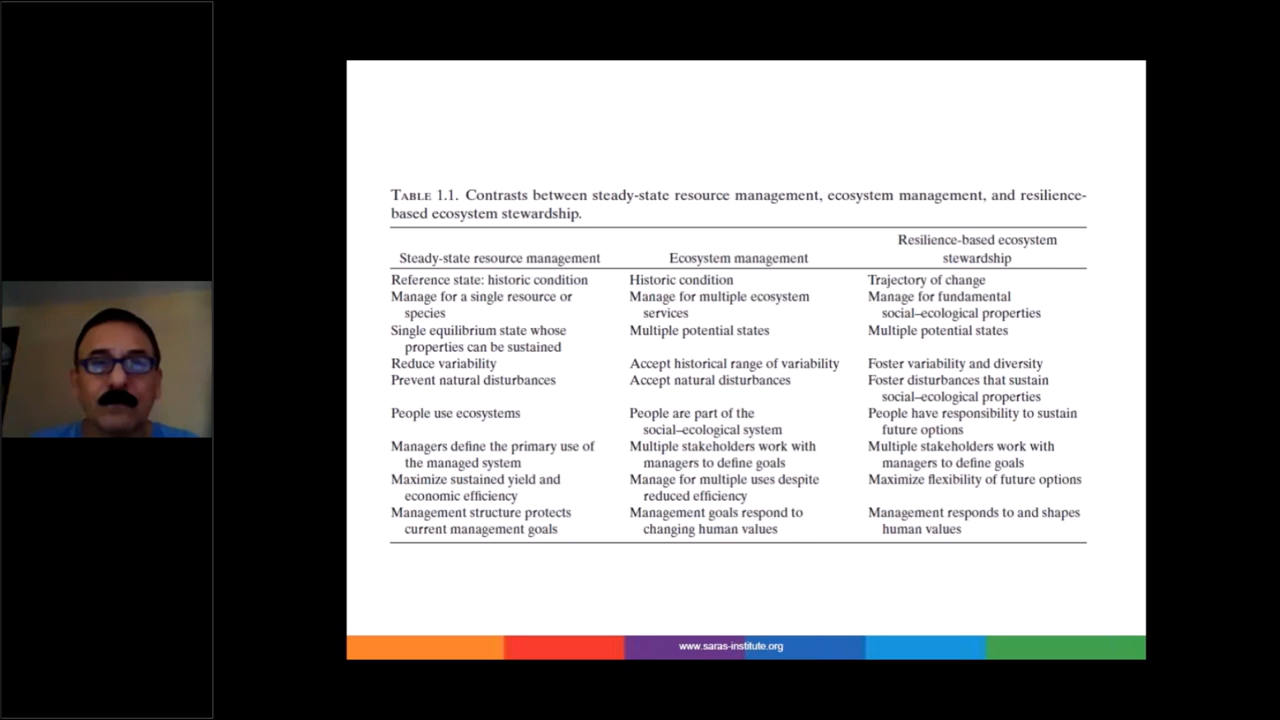 TABLE 1.1. Contrasts between steady-state resource management, ecosystem management, and resilience-
based ecosystem stewardship.
Steady-state resource management
Ecosystem management
Resilience-based ecosystem
stewardship
Reference state: historic condition
Historic condition
Trajectory of change
Manage for a single resource or
species
Manage for multiple ecosystem
services
Manage for fundamental
social–ecological properties
Single equilibrium state whose
properties can be sustained
Multiple potential states
Multiple potential states
Reduce variability
Accept historical range of variability
Foster variability and diversity
Prevent natural disturbances
Accept natural disturbances
Foster disturbances that sustain
social–ecological properties
People use ecosystems
People are part of the
social–ecological system
People have responsibility to sustain
future options
Managers define the primary use of
the managed system
Multiple stakeholders work with
managers to define goals
Multiple stakeholders work with
managers to define goals
Maximize sustained yield and
economic efficiency
Manage for multiple uses despite
reduced efficiency
Maximize flexibility of future options
Management structure protects
current management goals
Management goals respond to
changing human values
Management responds to and shapes
human values
www.saras-institute.org